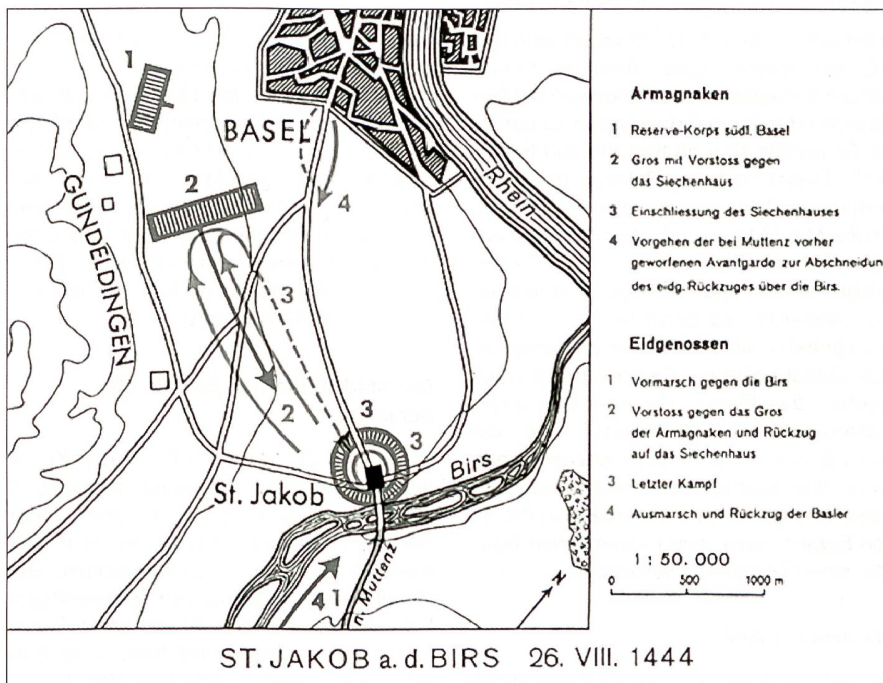 1
BASEL
2
4
Rhein
GUNDELDINGEN
3
2
3
3
St. Jakob
Birs
4 1
n. Muttenz
N
Armagnaken
1 Reserve-Korps südl. Basel
2 Gros mit Vorstoss gegen
das Siechenhaus
3 Einschliessung des Siechenhauses
4 Vorgehen der bei Muttenz vorher
geworfenen Avantgarde zur Abschneidun
des eidg. Rückzuges über die Birs.
Eidgenossen
1 Vormarsch gegen die Birs
2 Vorstoss gegen das Gros
der Armagnaken und Rückzug
auf das Siechenhaus
3 Letzter Kampf
4 Ausmarsch und Rückzug der Basler
1 : 50.000
0 500 1000 m
ST. JAKOB a. d. BIRS 26. VIII. 1444